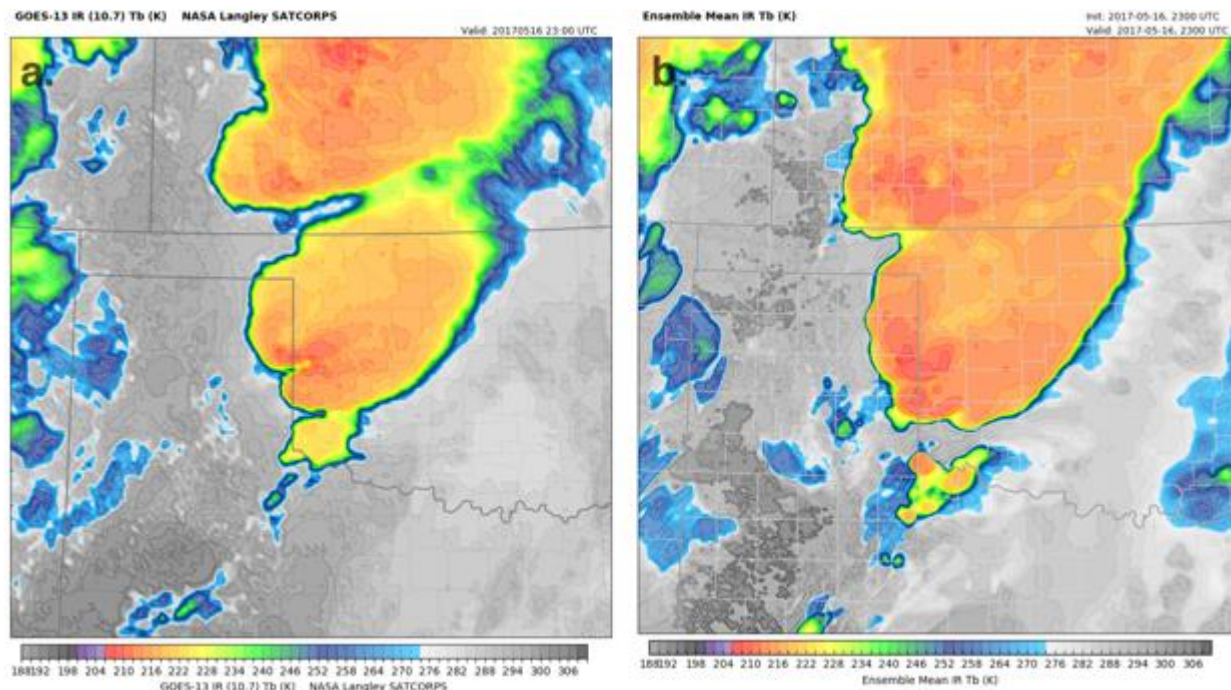 GOES-13 IR (10.7) Tb (K) NASA Langley SATCORPS
Valid: 20170516 23:00 UTC
a.
188192 198 204 210 216 222 228 234 240 246 252 258 264 270 276 282 288 294 300 306
GOES-13 IR (10.7) Tb (K) NASA Langley SATCORPS
Ensemble Mean IR Tb (K)
Init: 2017-05-16, 2300 UTC
Valid: 2017-05-16, 2300 UTC
b.
188192 198 204 210 216 222 228 234 240 246 252 258 264 270 276 282 288 294 300 306
Ensemble Mean IR Tb (K)